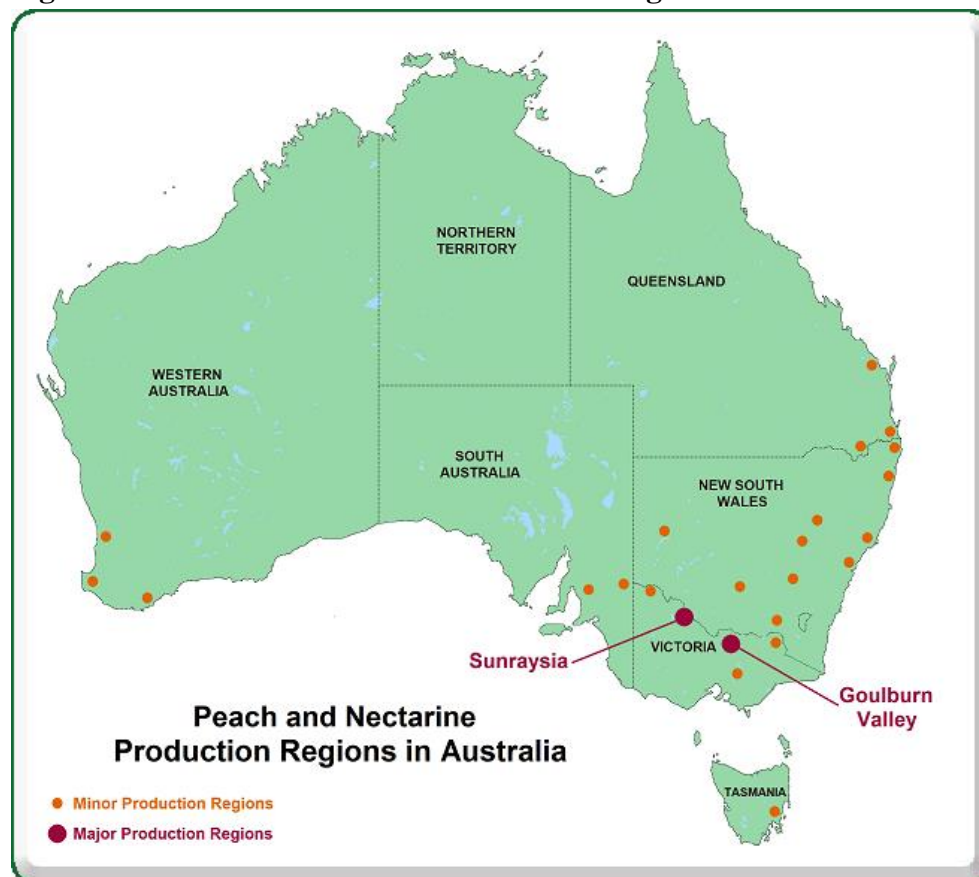 NORTHERN
TERRITORY
QUEENSLAND
WESTERN
AUSTRALIA
SOUTH
AUSTRALIA
NEW SOUTH
WALES
VICTORIA
Sunraysia
Goulburn
Valley
Peach and Nectarine
Production Regions in Australia
TASMANIA
Minor Production Regions
Major Production Regions